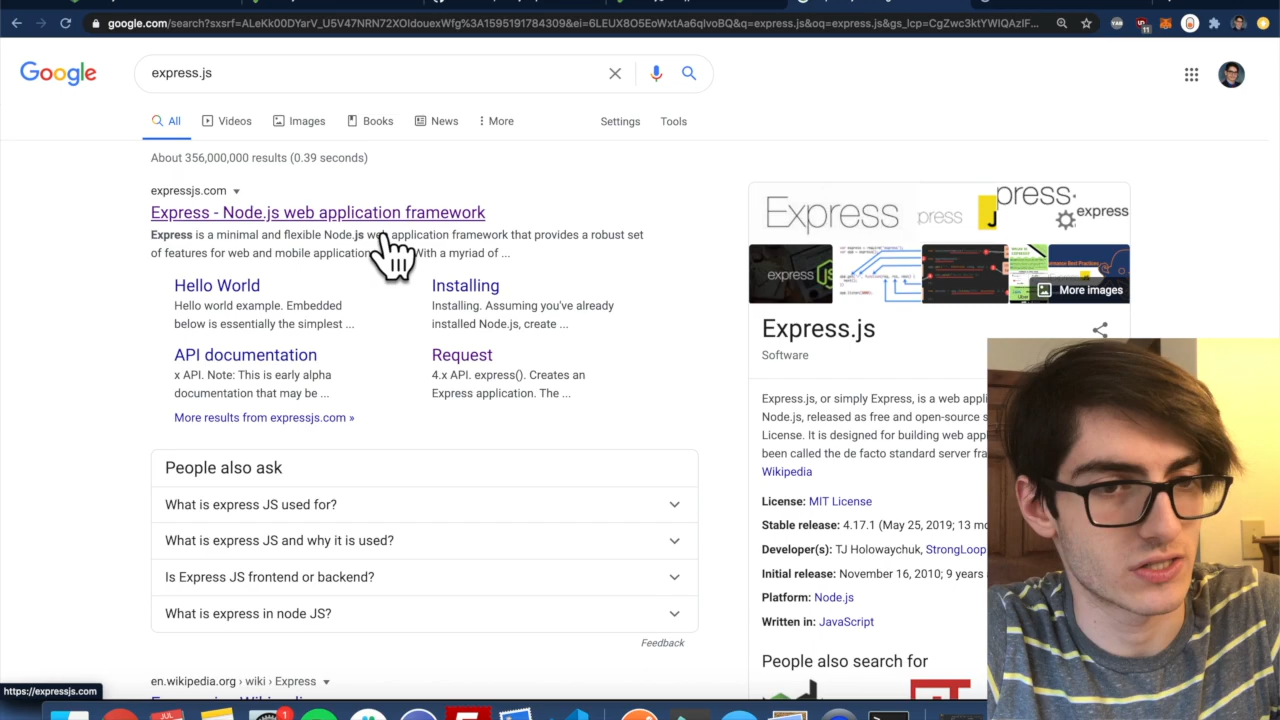 google.com/search?sxsrf=ALeKk00DYarV_U5V47NRN72XOIdouexWfg%3A1595191784309&ei=6LEUX8O5EoWxtAa6qIvoBQ&q=express.js&oq=express.js&gs_lcp=CgZwc3ktYWIQAzIF...
11
Google
express.js
All
Videos
Images
Books
News
More
Settings
Tools
About 356,000,000 results (0.39 seconds)
expressjs.com
Express - Node.js web application framework
Express is a minimal and flexible Node.js application framework that provides a robust set
of features for web and mobile With a myriad of ...
Hello World
Hello world example. Embedded
below is essentially the simplest ...
Installing
Installing. Assuming you've already
installed Node.js, create ...
API documentation
x API. Note: This is early alpha
documentation that may be ...
Request
4.x API. express(). Creates an
Express application. The ...
More results from expressjs.com »
People also ask
What is express JS used for?
What is express JS and why it is used?
Is Express JS frontend or backend?
What is express in node JS?
Feedback
en.wikipedia.org › wiki › Express
https://expressjs.com
Express
press
J
press
express
express
More images
Express.js
Software
Express.js, or simply Express, is a web
Node.js, released as free and open-source
License. It is designed for building web
been called the de facto standard server
Wikipedia
License: MIT License
Stable release: 4.17.1 (May 25, 2019; 13
Developer(s): TJ Holowaychuk, StrongLoop
Initial release: November 16, 2010; 9 years
Platform: Node.js
Written in: JavaScript
People also search for
JUL
1